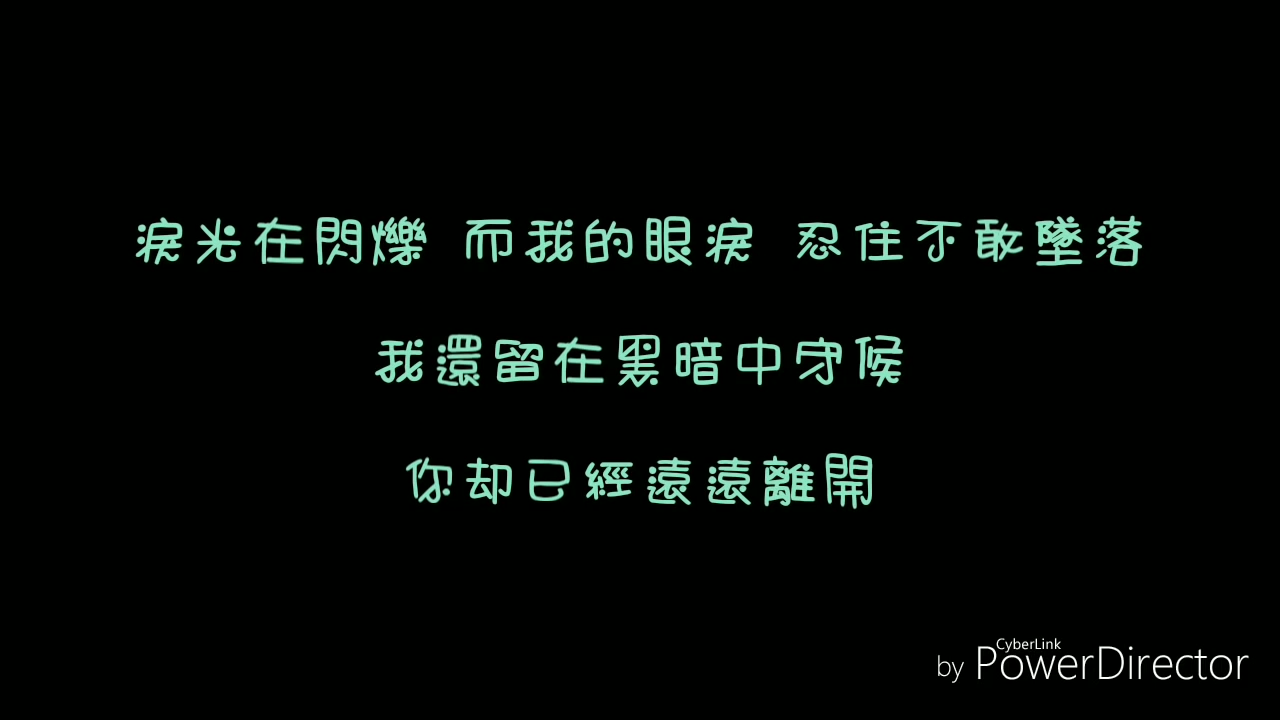 淚光在閃爍 而我的眼淚 忍住不敢墜落
我還留在黑暗中守候
你却已經遠遠離開
CyberLink
by PowerDirector